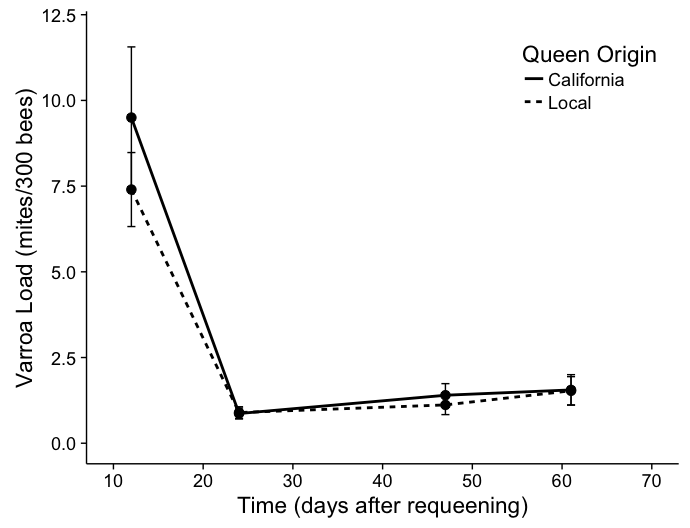 12.5
10.0
7.5
5.0
2.5
0.0
Varroa Load (mites/300 bees)
Queen Origin
California
Local
10 20 30 40 50 60 70
Time (days after requeening)